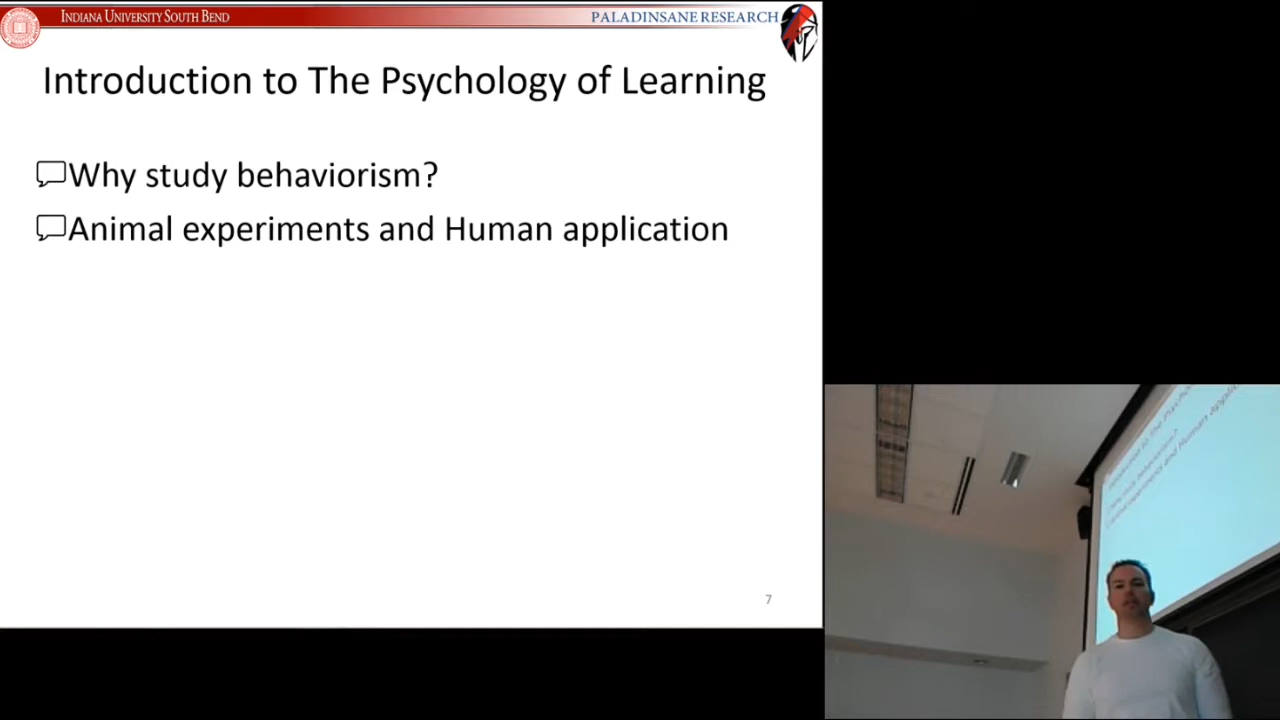 INDIANA UNIVERSITY SOUTH BEND
PALADINSANE RESEARCH
Introduction to The Psychology of Learning
Why study behaviorism?
Animal experiments and Human application
7